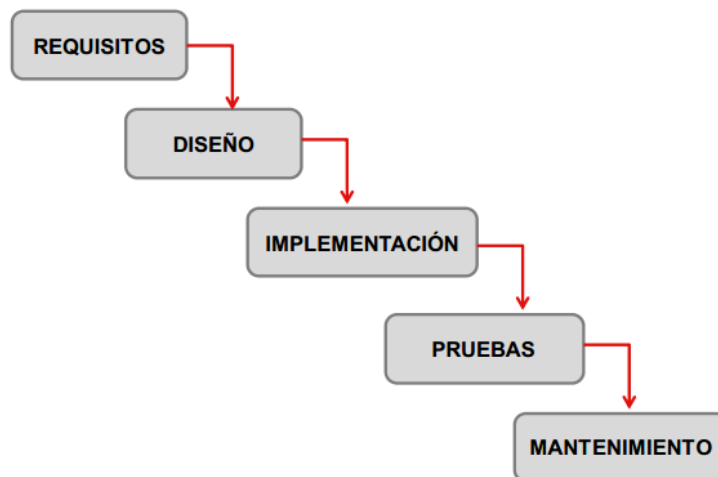 REQUISITOS
DISEÑO
IMPLEMENTACIÓN
PRUEBAS
MANTENIMIENTO